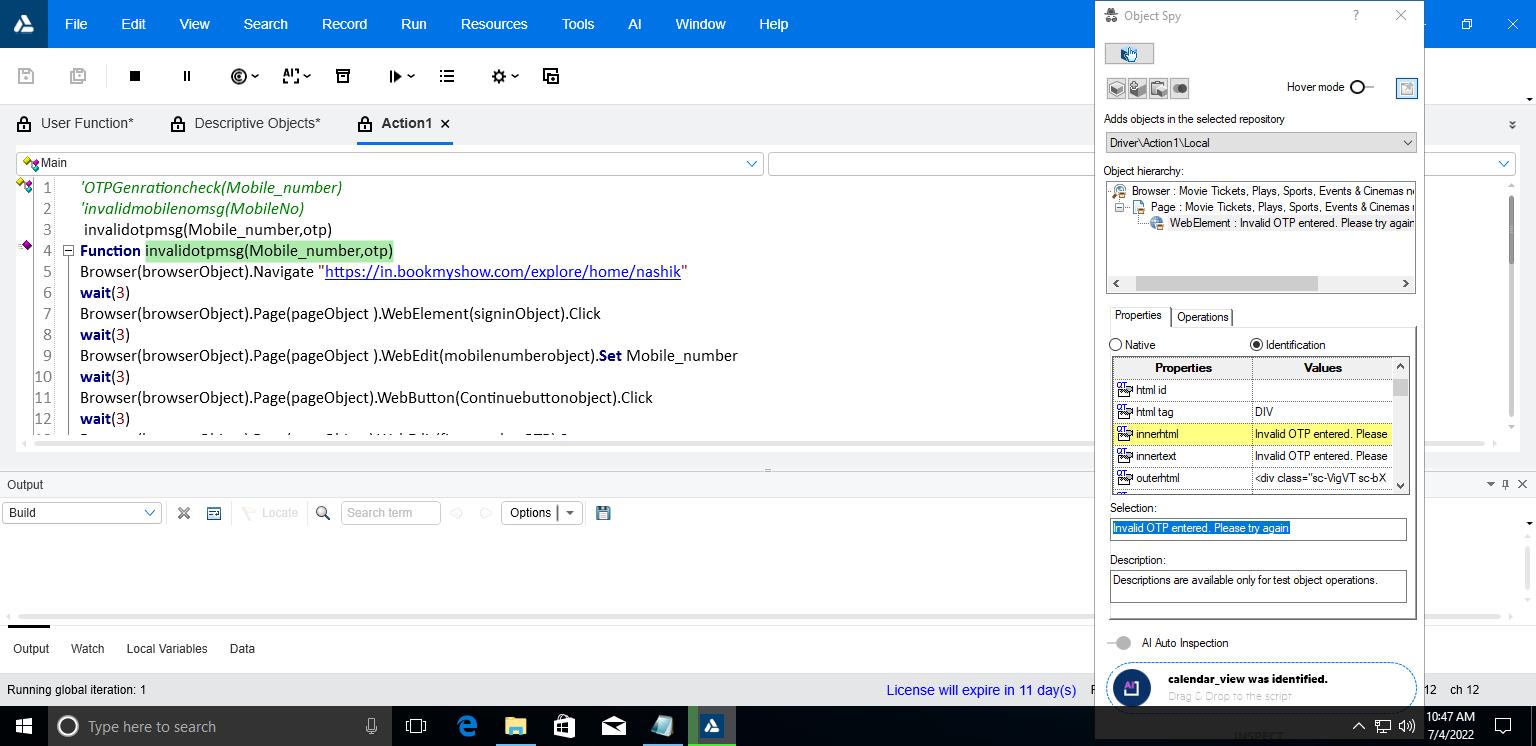 File Edit View Search Record Run Resources Tools AI Window Help
User Function* Descriptive Objects* Action1
Main
1 'OTPGenrationcheck(Mobile_number)
2 'invalidmobilenomsg(MobileNo)
3 invalidotpmsg(Mobile_number,otp)
4 Function invalidotpmsg(Mobile_number,otp)
5 Browser(browserObject).Navigate "https://in.bookmyshow.com/explore/home/nashik"
6 wait(3)
7 Browser(browserObject).Page(pageObject ).WebElement(signinObject).Click
8 wait(3)
9 Browser(browserObject).Page(pageObject ).WebEdit(mobilenumberobject).Set Mobile_number
10 wait(3)
11 Browser(browserObject).Page(pageObject).WebButton(Continuebuttonobject).Click
12 wait(3)
Output
Build Locate Search term Options
Output Watch Local Variables Data
Running global iteration: 1 License will expire in 11 day(s) 12 ch 12
Object Spy ?
Hover mode
Adds objects in the selected repository
Driver\Action1\Local
Object hierarchy:
Browser : Movie Tickets, Plays, Sports, Events & Cinemas n
Page : Movie Tickets, Plays, Sports, Events & Cinemas
WebElement : Invalid OTP entered. Please try again
Properties Operations
Native Identification
Properties Values
html id
html tag DIV
innerhtml Invalid OTP entered. Please
innertext Invalid OTP entered. Please
outerhtml <div class="sc-VigVT sc-bX
Selection:
Invalid OTP entered. Please try again
Description:
Descriptions are available only for test object operations.
AI Auto Inspection
AI
calendar_view was identified.
Drag & Drop to the script
Type here to search
10:47 AM
7/4/2022